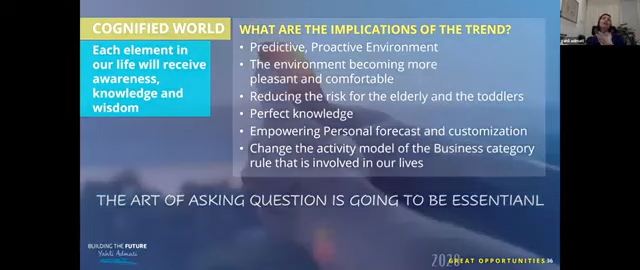 COGNIFIED WORLD
Each element in
our life will receive
awareness,
knowledge and
wisdom
WHAT ARE THE IMPLICATIONS OF THE TREND?
• Predictive, Proactive Environment
• The environment becoming more
pleasant and comfortable
• Reducing the risk for the elderly and the toddlers
• Perfect knowledge
• Empowering Personal forecast and customization
• Change the activity model of the Business category
rule that is involved in our lives
THE ART OF ASKING QUESTION IS GOING TO BE ESSENTIANL
BUILDING THE FUTURE
Yahli Admati
GREAT OPPORTUNITIES 36